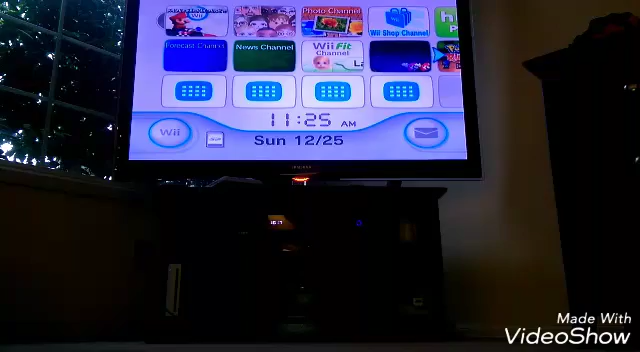 Wii
Photo Channel
Wii Shop Channel
Forecast Channel
News Channel
Wii Fit
Channel
11:25 AM
Wii
Sun 12/25
Made With
VideoShow